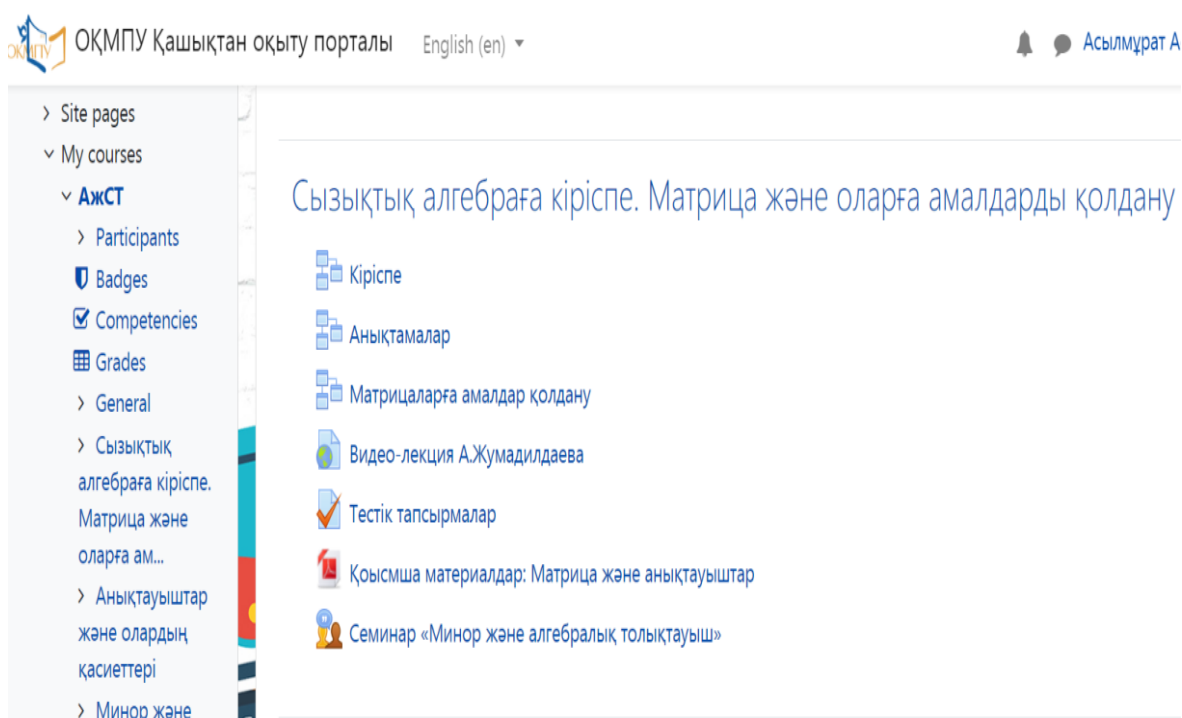 ОҚМПУ
ОҚМПУ Қашықтан оқыту порталы
English (en)
Асылмұрат А
Site pages
My courses
АжСТ
Participants
Badges
Competencies
Grades
General
Сызықтық
алгебраға кіріспе.
Матрица және
оларға ам...
Анықтауыштар
және олардың
қасиеттері
Минор және
Сызықтық алгебраға кіріспе. Матрица және оларға амалдарды қолдану
Кіріспе
Анықтамалар
Матрицаларға амалдар қолдану
Видео-лекция А.Жумадилдаева
Тестік тапсырмалар
Қоысмша материалдар: Матрица және анықтауыштар
Семинар «Минор және алгебралық толықтауыш»